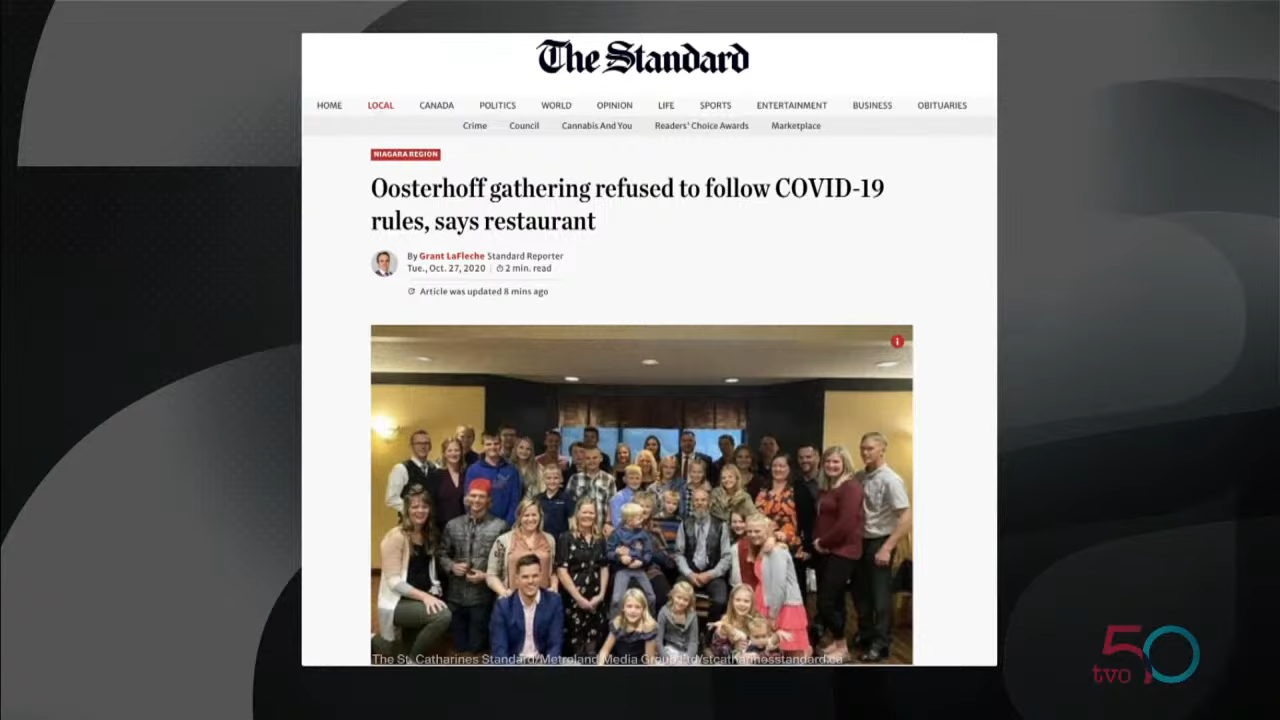 The Standard
HOME LOCAL CANADA POLITICS WORLD OPINION LIFE SPORTS ENTERTAINMENT BUSINESS OBITUARIES
Crime Council Cannabis And You Readers' Choice Awards Marketplace
NIAGARA REGION
Oosterhoff gathering refused to follow COVID-19
rules, says restaurant
By Grant LaFleche Standard Reporter
Tue., Oct. 27, 2020 | 2 min. read
Article was updated 8 mins ago
i
The St. Catharines Standard/Metroland Media Group Ltd/stcatharinesstandard.ca
50
tvo